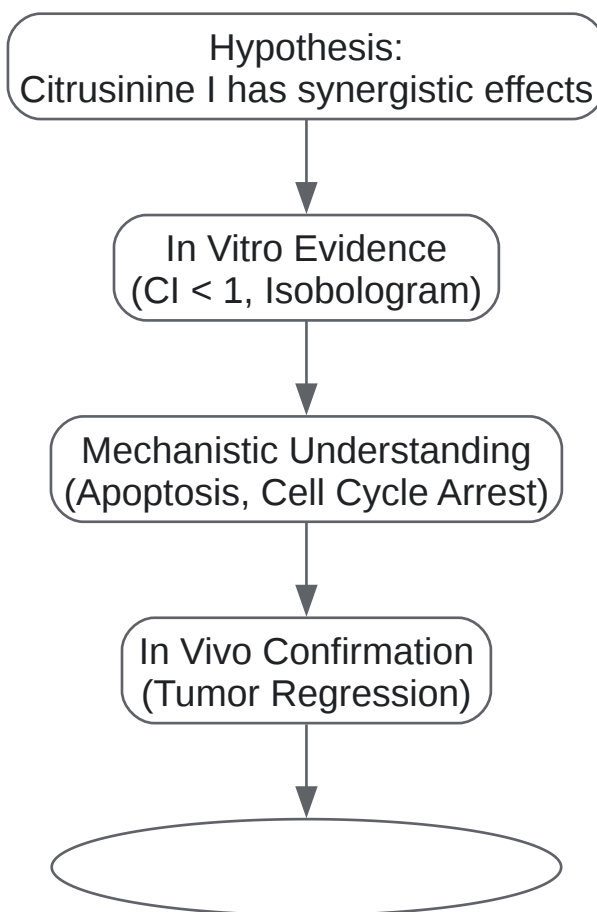 Hypothesis:
Citrusinine I has synergistic effects
In Vitro Evidence
(CI < 1, Isobologram)
Mechanistic Understanding
(Apoptosis, Cell Cycle Arrest)
In Vivo Confirmation
(Tumor Regression)